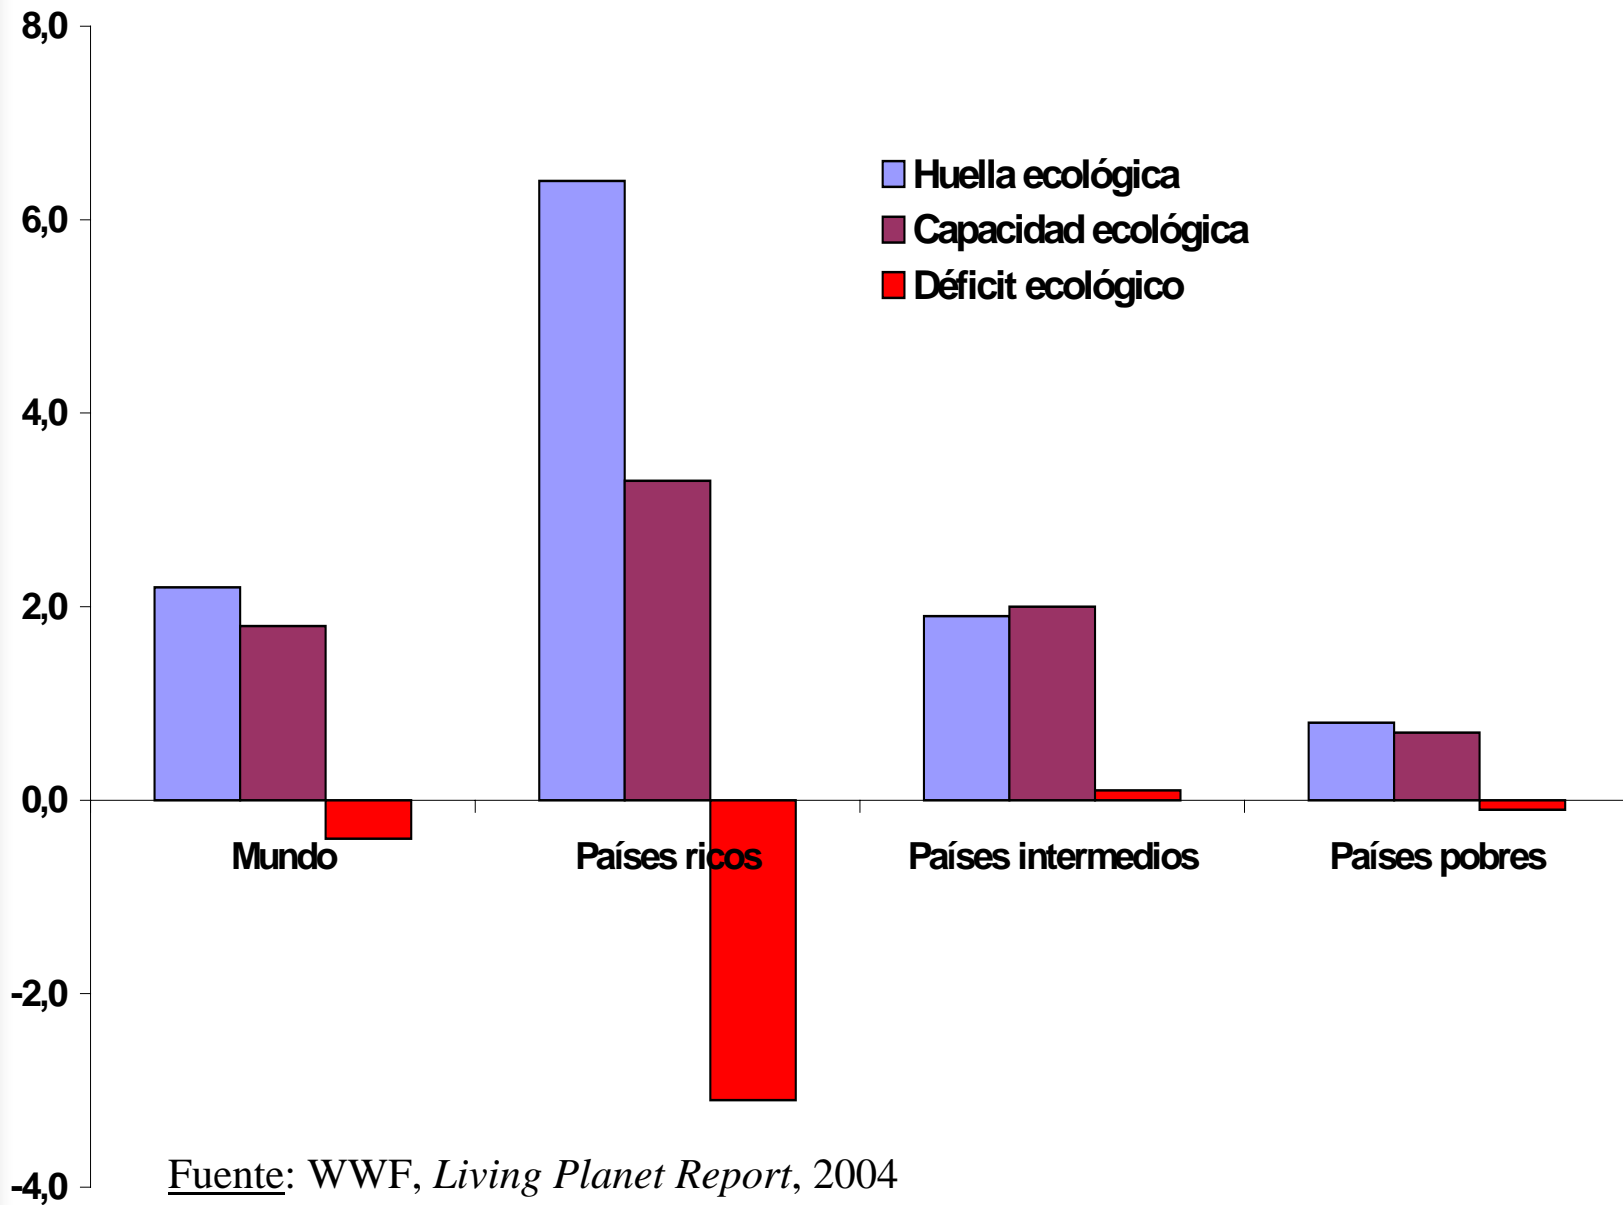 8,0
6,0
4,0
2,0
0,0
-2,0
-4,0
Huella ecológica
Capacidad ecológica
Déficit ecológico
Mundo
Países ricos
Países intermedios
Países pobres
Fuente: WWF, Living Planet Report, 2004